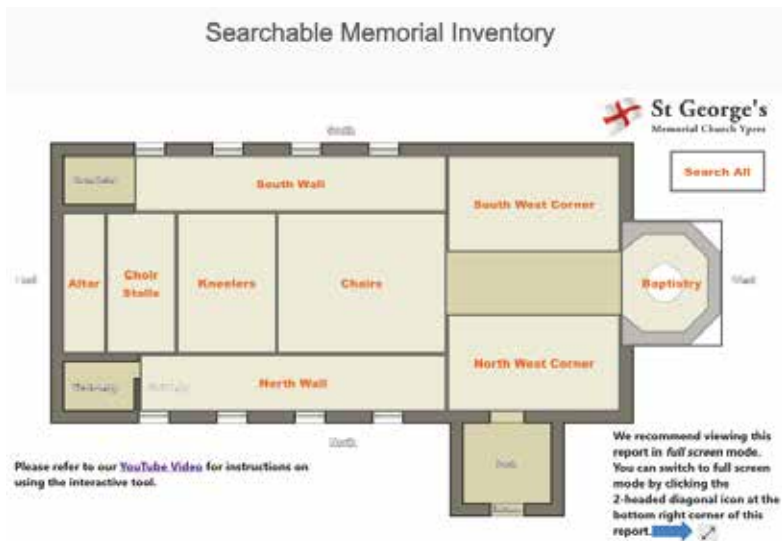 Searchable Memorial Inventory
St George's
Memorial Church Ypres
South
Search All
South Wall
South West Corner
Altar
Choir
Stalls
Kneelers
Chairs
Baptistry
North Wall
North West Corner
North
We recommend viewing this
report in full screen mode.
You can switch to full screen
mode by clicking the
2-headed diagonal icon at the
bottom right corner of this
report.
Please refer to our YouTube Video for instructions on
using the interactive tool.